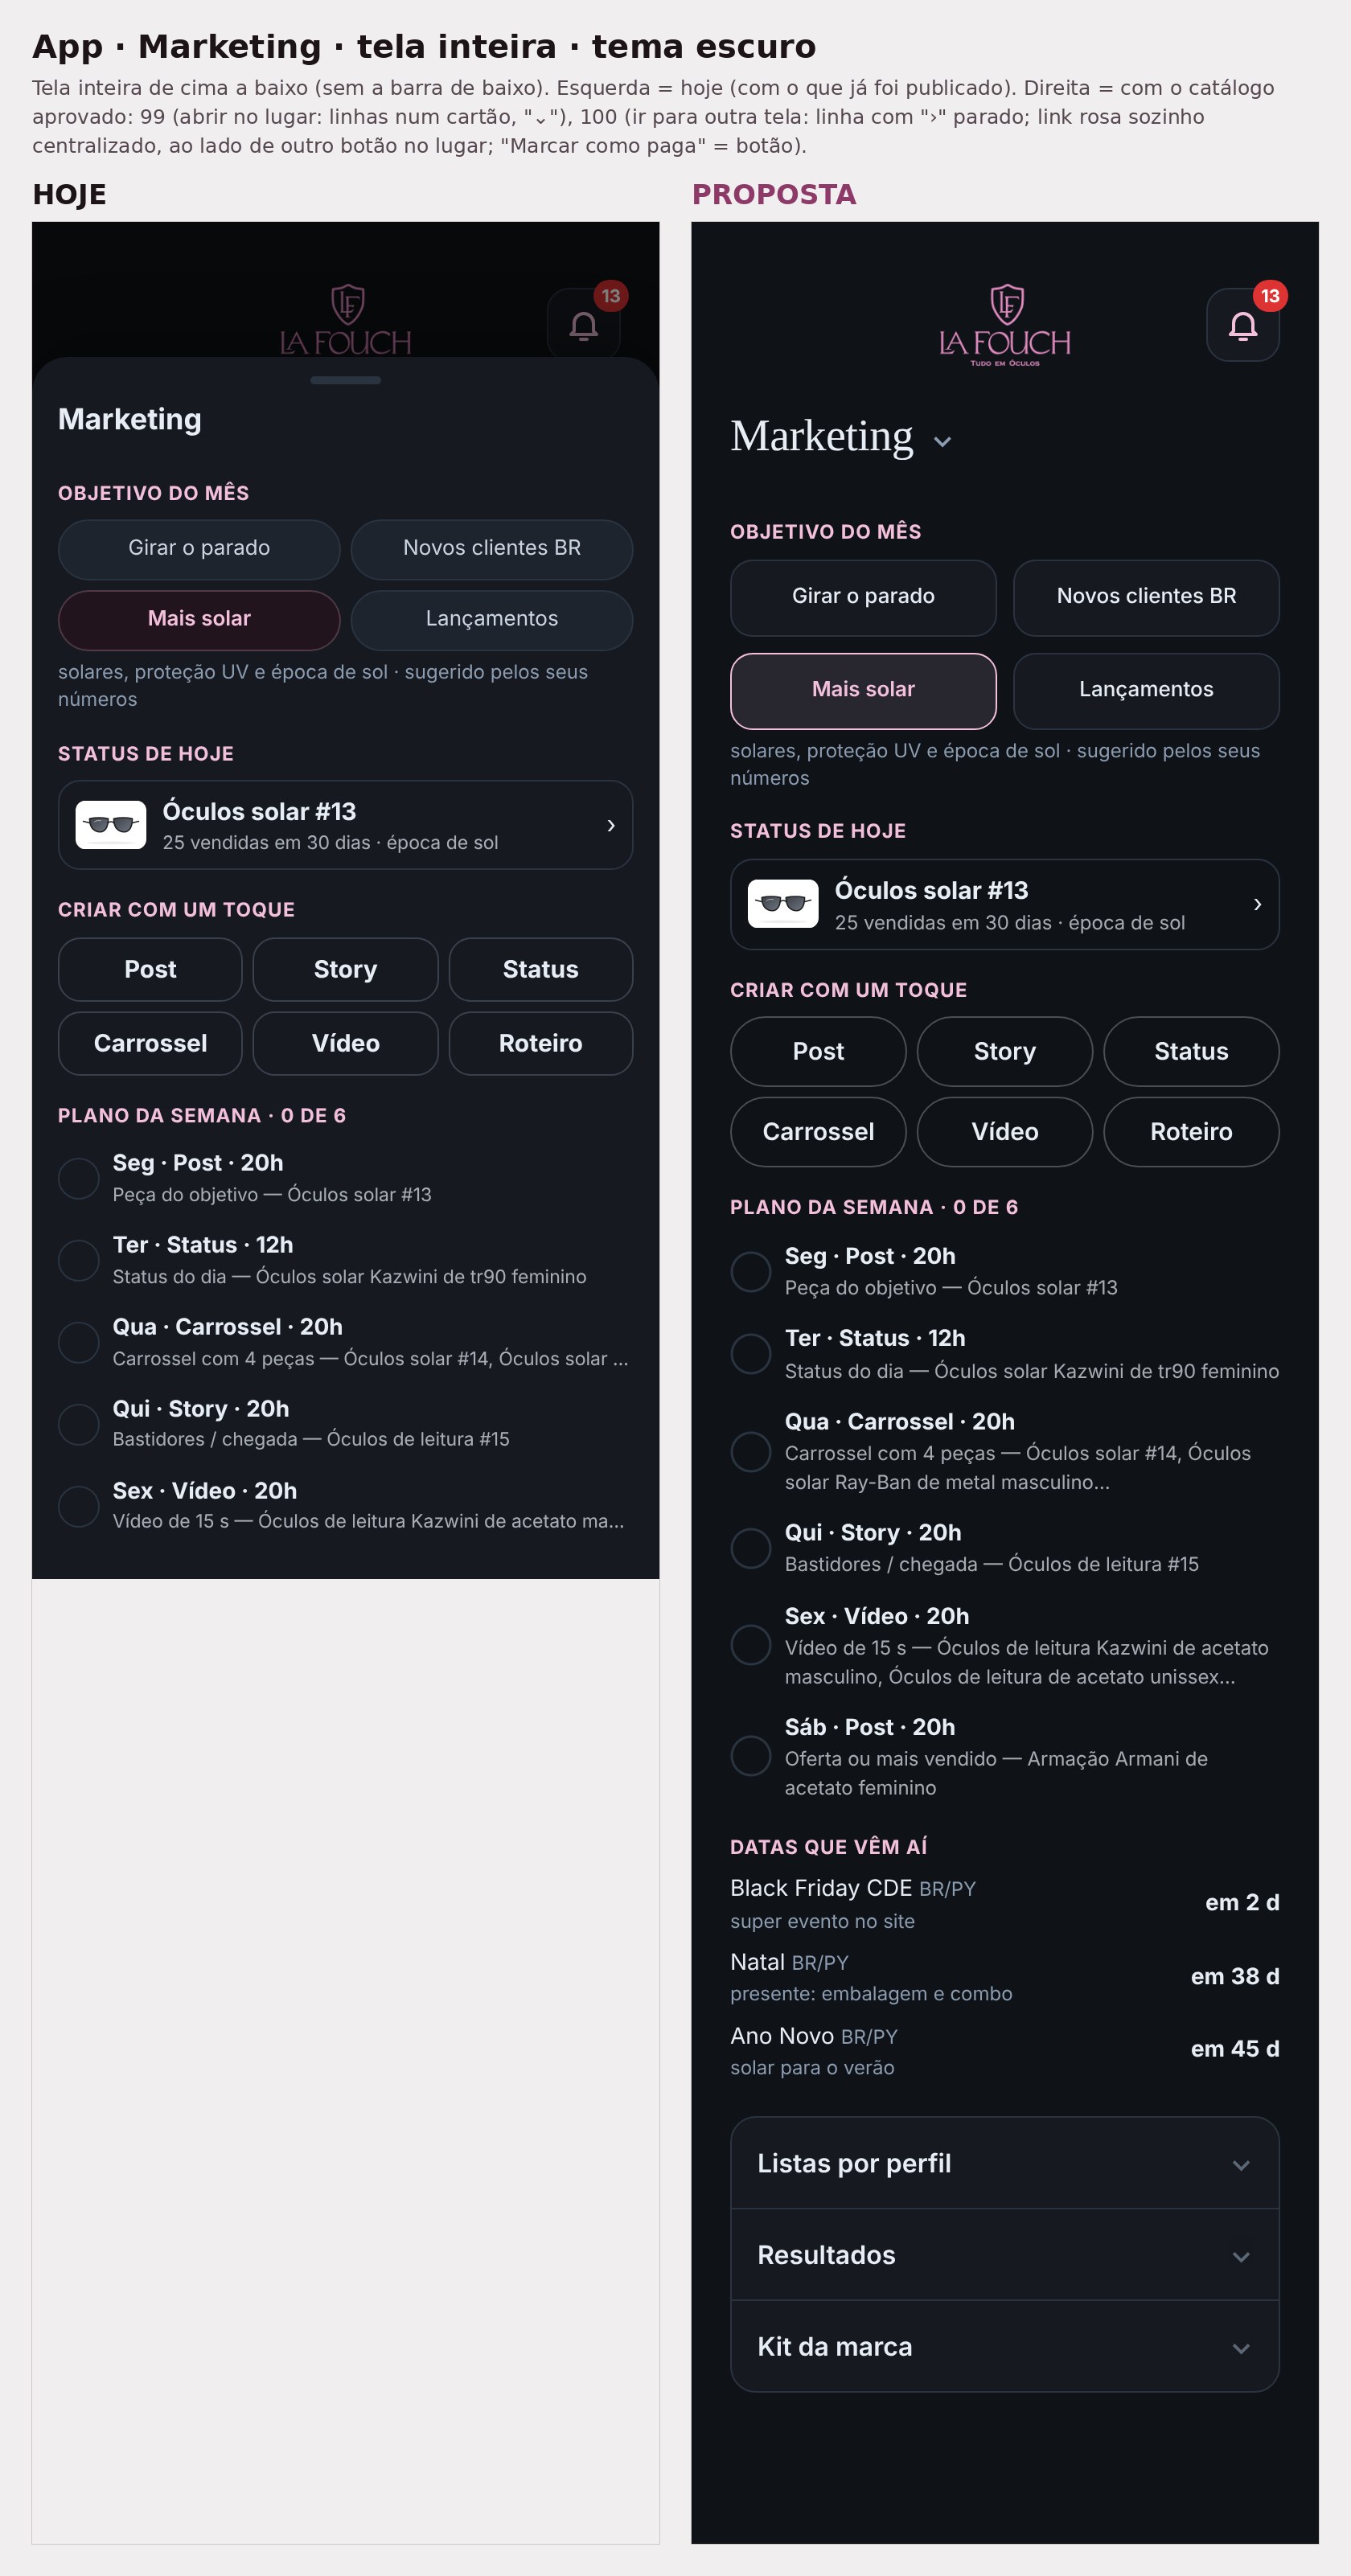 App · Marketing · tela inteira · tema escuro
Tela inteira de cima a baixo (sem a barra de baixo). Esquerda = hoje (com o que já foi publicado). Direita = com o catálogo
aprovado: 99 (abrir no lugar: linhas num cartão, "⌄"), 100 (ir para outra tela: linha com "›" parado; link rosa sozinho
centralizado, ao lado de outro botão no lugar; "Marcar como paga" = botão).
HOJE
LF
LA FOUCH
13
Marketing
OBJETIVO DO MÊS
Girar o parado
Novos clientes BR
Mais solar
Lançamentos
solares, proteção UV e época de sol · sugerido pelos seus
números
STATUS DE HOJE
Óculos solar #13
25 vendidas em 30 dias · época de sol
›
CRIAR COM UM TOQUE
Post
Story
Status
Carrossel
Vídeo
Roteiro
PLANO DA SEMANA · 0 DE 6
Seg · Post · 20h
Peça do objetivo — Óculos solar #13
Ter · Status · 12h
Status do dia — Óculos solar Kazwini de tr90 feminino
Qua · Carrossel · 20h
Carrossel com 4 peças — Óculos solar #14, Óculos solar ...
Qui · Story · 20h
Bastidores / chegada — Óculos de leitura #15
Sex · Vídeo · 20h
Vídeo de 15 s — Óculos de leitura Kazwini de acetato ma...
PROPOSTA
LF
LA FOUCH
TUDO EM ÓCULOS
13
Marketing
OBJETIVO DO MÊS
Girar o parado
Novos clientes BR
Mais solar
Lançamentos
solares, proteção UV e época de sol · sugerido pelos seus
números
STATUS DE HOJE
Óculos solar #13
25 vendidas em 30 dias · época de sol
›
CRIAR COM UM TOQUE
Post
Story
Status
Carrossel
Vídeo
Roteiro
PLANO DA SEMANA · 0 DE 6
Seg · Post · 20h
Peça do objetivo — Óculos solar #13
Ter · Status · 12h
Status do dia — Óculos solar Kazwini de tr90 feminino
Qua · Carrossel · 20h
Carrossel com 4 peças — Óculos solar #14, Óculos
solar Ray-Ban de metal masculino...
Qui · Story · 20h
Bastidores / chegada — Óculos de leitura #15
Sex · Vídeo · 20h
Vídeo de 15 s — Óculos de leitura Kazwini de acetato
masculino, Óculos de leitura de acetato unissex...
Sáb · Post · 20h
Oferta ou mais vendido — Armação Armani de
acetato feminino
DATAS QUE VÊM AÍ
Black Friday CDE BR/PY
super evento no site
em 2 d
Natal BR/PY
presente: embalagem e combo
em 38 d
Ano Novo BR/PY
solar para o verão
em 45 d
Listas por perfil
Resultados
Kit da marca